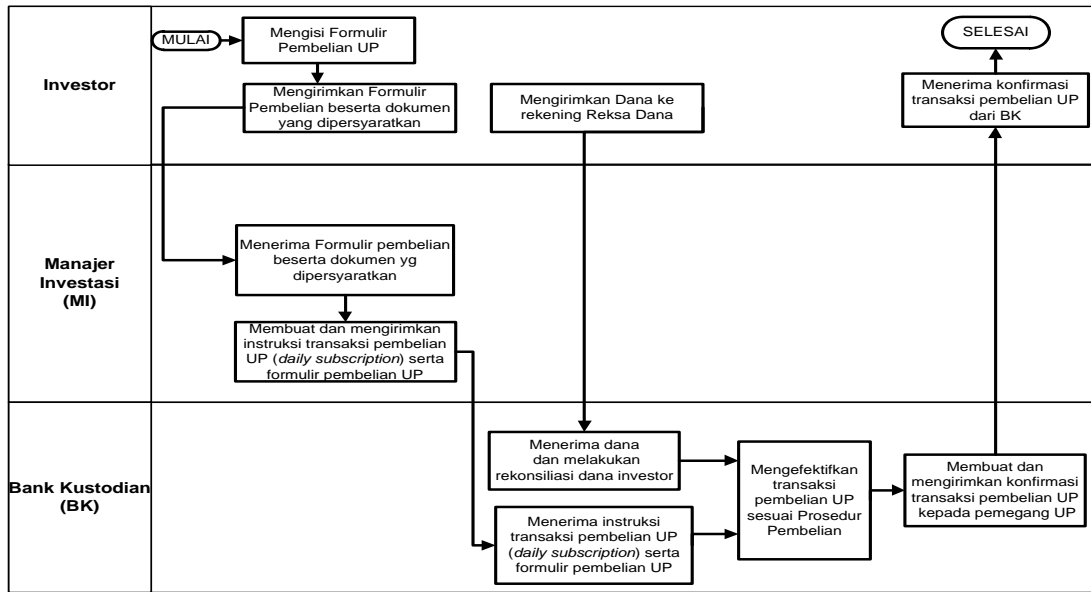 Investor
MULAI
Mengisi Formulir
Pembelian UP
Mengirimkan Formulir
Pembelian beserta dokumen
yang dipersyaratkan
Mengirimkan Dana ke
rekening Reksa Dana
SELESAI
Menerima konfirmasi
transaksi pembelian UP
dari BK
Manajer
Investasi
(MI)
Menerima Formulir pembelian
beserta dokumen yg
dipersyaratkan
Membuat dan mengirimkan
instruksi transaksi pembelian
UP (daily subscription) serta
formulir pembelian UP
Bank Kustodian
(BK)
Menerima dana
dan melakukan
rekonsiliasi dana investor
Menerima instruksi
transaksi pembelian UP
(daily subscription) serta
formulir pembelian UP
Mengefektifkan
transaksi
pembelian UP
sesuai Prosedur
Pembelian
Membuat dan
mengirimkan konfirmasi
transaksi pembelian UP
kepada pemegang UP